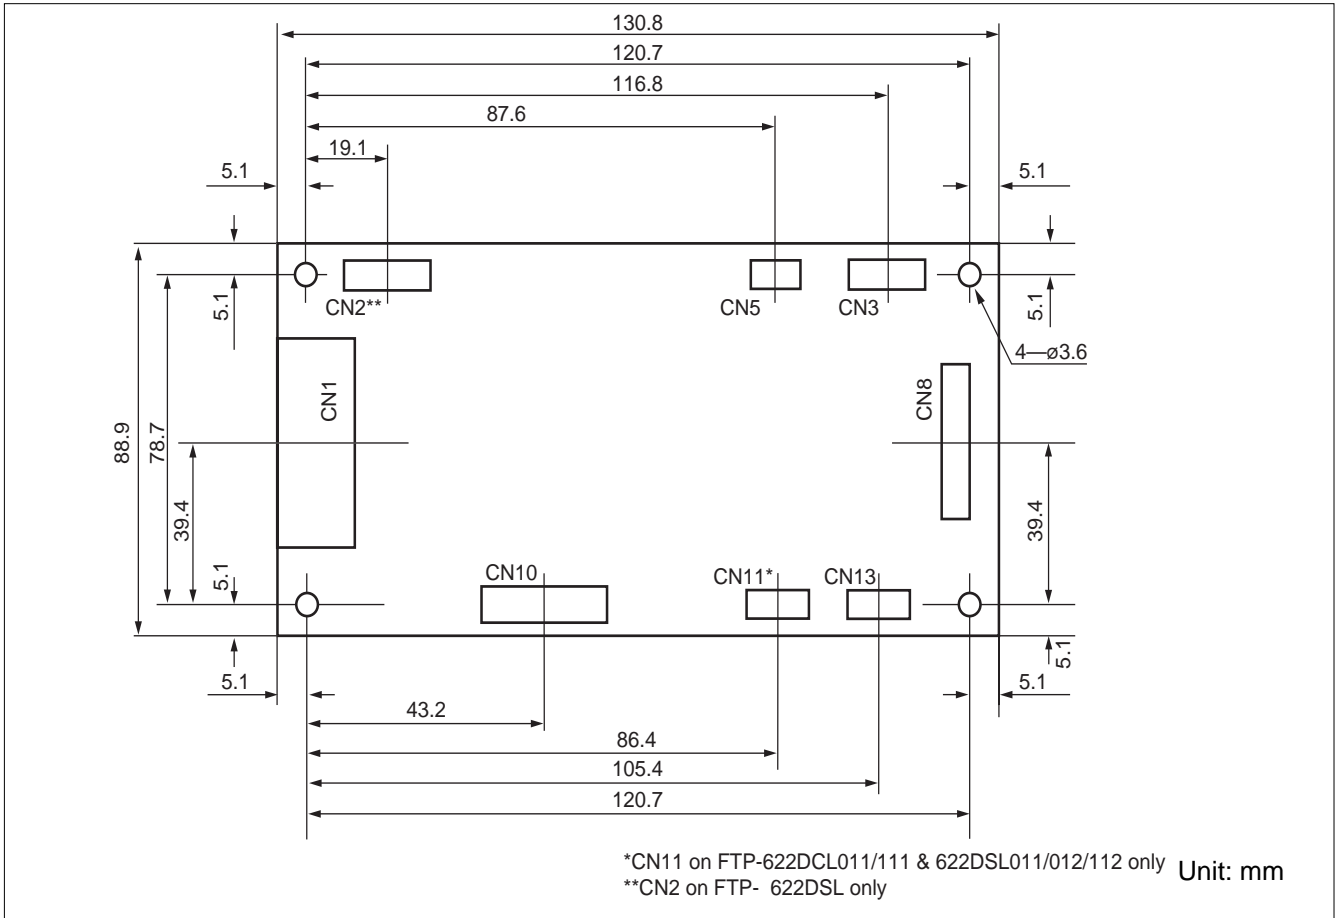 130.8
120.7
116.8
87.6
19.1
5.1
5.1
CN2**
CN5
CN3
5.1
5.1
4—ø3.6
CN1
CN8
88.9
78.7
39.4
39.4
5.1
CN10
CN11*
CN13
5.1
5.1
5.1
43.2
86.4
105.4
120.7
*CN11 on FTP-622DCL011/111 & 622DSL011/012/112 only
Unit: mm
**CN2 on FTP- 622DSL only